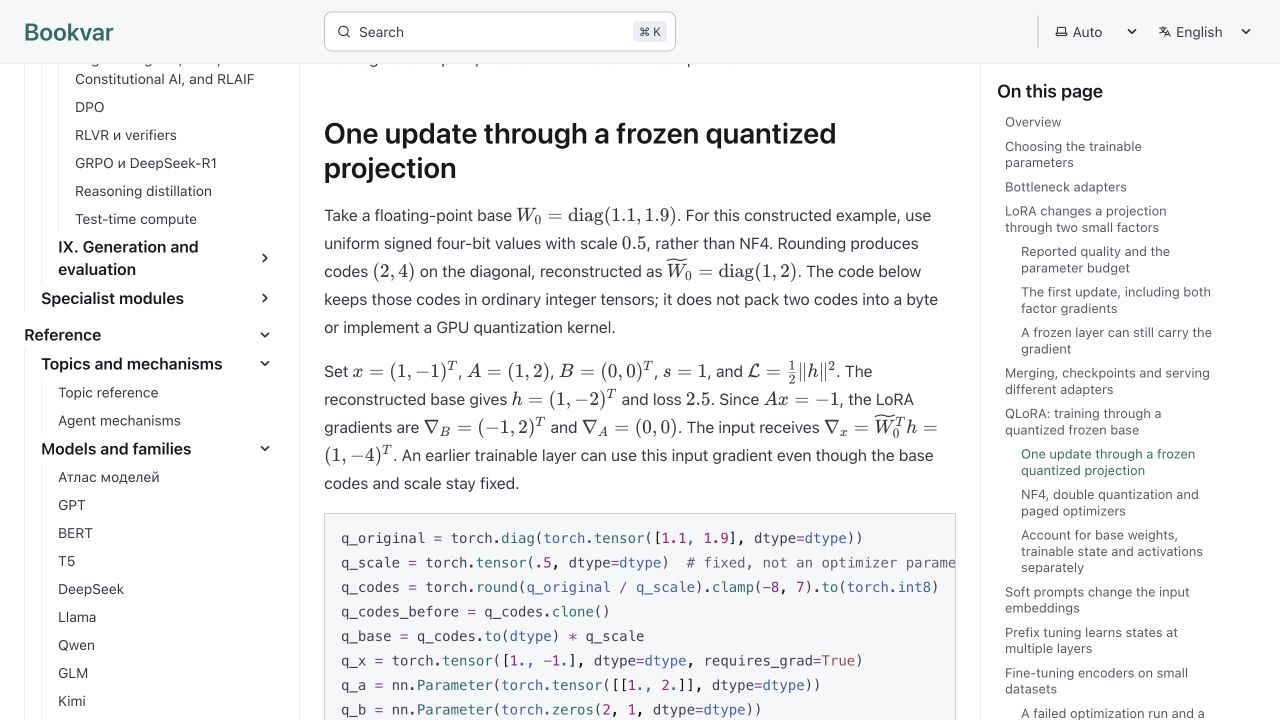 Bookvar
Search
⌘ K
Auto
English
Constitutional AI, and RLAIF
DPO
RLVR и verifiers
GRPO и DeepSeek-R1
Reasoning distillation
Test-time compute
IX. Generation and
evaluation
Specialist modules
Reference
Topics and mechanisms
Topic reference
Agent mechanisms
Models and families
Атлас моделей
GPT
BERT
T5
DeepSeek
Llama
Qwen
GLM
Kimi
One update through a frozen quantized
projection
Take a floating-point base W₀ = diag(1.1, 1.9). For this constructed example, use
uniform signed four-bit values with scale 0.5, rather than NF4. Rounding produces
codes (2, 4) on the diagonal, reconstructed as W̃₀ = diag(1, 2). The code below
keeps those codes in ordinary integer tensors; it does not pack two codes into a byte
or implement a GPU quantization kernel.
Set x = (1, −1)ᵀ, A = (1, 2), B = (0, 0)ᵀ, s = 1, and ℒ = ½‖h‖². The
reconstructed base gives h = (1, −2)ᵀ and loss 2.5. Since Ax = −1, the LoRA
gradients are ∇_B = (−1, 2)ᵀ and ∇_A = (0, 0). The input receives ∇ₓ = W̃₀ᵀh =
(1, −4)ᵀ. An earlier trainable layer can use this input gradient even though the base
codes and scale stay fixed.
q_original = torch.diag(torch.tensor([1.1, 1.9], dtype=dtype))
q_scale = torch.tensor(.5, dtype=dtype)  # fixed, not an optimizer parame
q_codes = torch.round(q_original / q_scale).clamp(-8, 7).to(torch.int8)
q_codes_before = q_codes.clone()
q_base = q_codes.to(dtype) * q_scale
q_x = torch.tensor([1., -1.], dtype=dtype, requires_grad=True)
q_a = nn.Parameter(torch.tensor([[1., 2.]], dtype=dtype))
q_b = nn.Parameter(torch.zeros(2, 1, dtype=dtype))
On this page
Overview
Choosing the trainable
parameters
Bottleneck adapters
LoRA changes a projection
through two small factors
Reported quality and the
parameter budget
The first update, including both
factor gradients
A frozen layer can still carry the
gradient
Merging, checkpoints and serving
different adapters
QLoRA: training through a
quantized frozen base
One update through a frozen
quantized projection
NF4, double quantization and
paged optimizers
Account for base weights,
trainable state and activations
separately
Soft prompts change the input
embeddings
Prefix tuning learns states at
multiple layers
Fine-tuning encoders on small
datasets
A failed optimization run and a